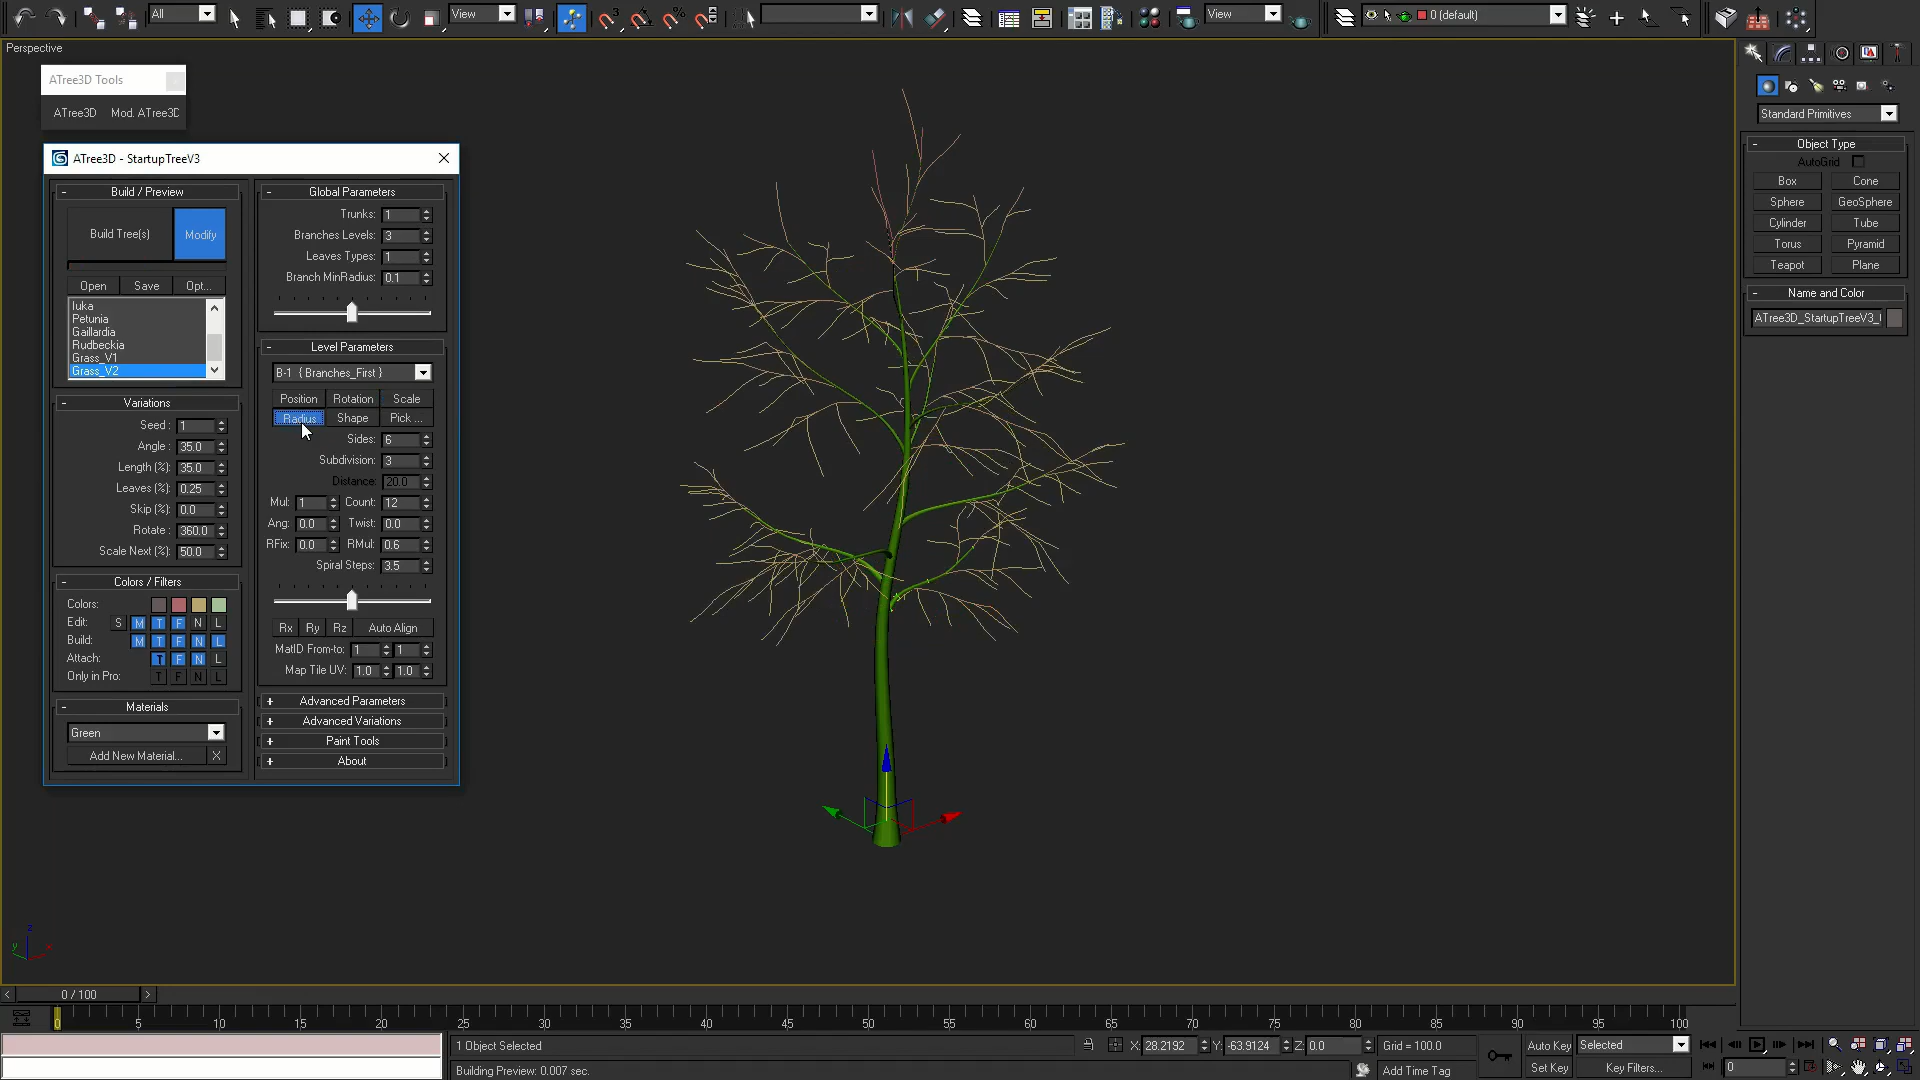 All
View
View
0 (default)
Perspective
ATree3D Tools
ATree3D Mod. ATree3D
ATree3D - StartupTreeV3
Build / Preview
Build Tree(s) Modify
Open Save Opt...
Iuka
Petunia
Gaillardia
Rudbeckia
Grass_V1
Grass_V2
Variations
Seed : 1
Angle : 35.0
Length (%): 35.0
Leaves (%): 0.25
Skip (%): 0.0
Rotate : 360.0
Scale Next (%): 50.0
Colors / Filters
Colors:
Edit: S M T F N L
Build: M T F N L
Attach: T F N L
Only in Pro: T F N L
Materials
Green
Add New Material... X
Global Parameters
Trunks: 1
Branches Levels: 3
Leaves Types: 1
Branch MinRadius: 0.1
Level Parameters
B-1 { Branches_First }
Position Rotation Scale
Radius Shape Pick ...
Sides: 6
Subdivision: 3
Distance: 20.0
Mul: 1 Count: 12
Ang: 0.0 Twist: 0.0
RFix: 0.0 RMul: 0.6
Spiral Steps: 3.5
Rx Ry Rz Auto Align
MatID From-to: 1 1
Map Tile UV: 1.0 1.0
+ Advanced Parameters
+ Advanced Variations
+ Paint Tools
+ About
Standard Primitives
Object Type
AutoGrid
Box Cone
Sphere GeoSphere
Cylinder Tube
Torus Pyramid
Teapot Plane
Name and Color
ATree3D_StartupTreeV3_
z
y x
< 0 / 100 >
0 5 10 15 20 25 30 35 40 45 50 55 60 65 70 75 80 85 90 95 100
1 Object Selected
X: 28.2192 Y: -63.9124 Z: 0.0 Grid = 100.0
Auto Key Selected
Building Preview: 0.007 sec.
Add Time Tag
Set Key Key Filters...
0